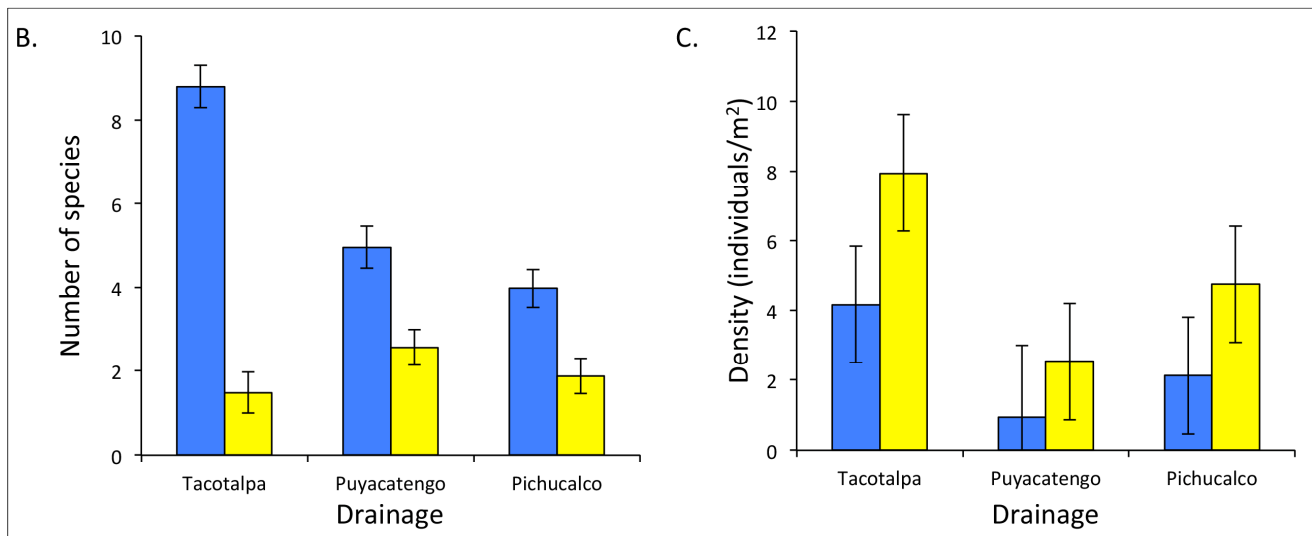 B.
Number of species
10
8
6
4
2
0
Tacotalpa Puyacatengo Pichucalco
Drainage
C.
Density (individuals/m²)
12
10
8
6
4
2
0
Tacotalpa Puyacatengo Pichucalco
Drainage